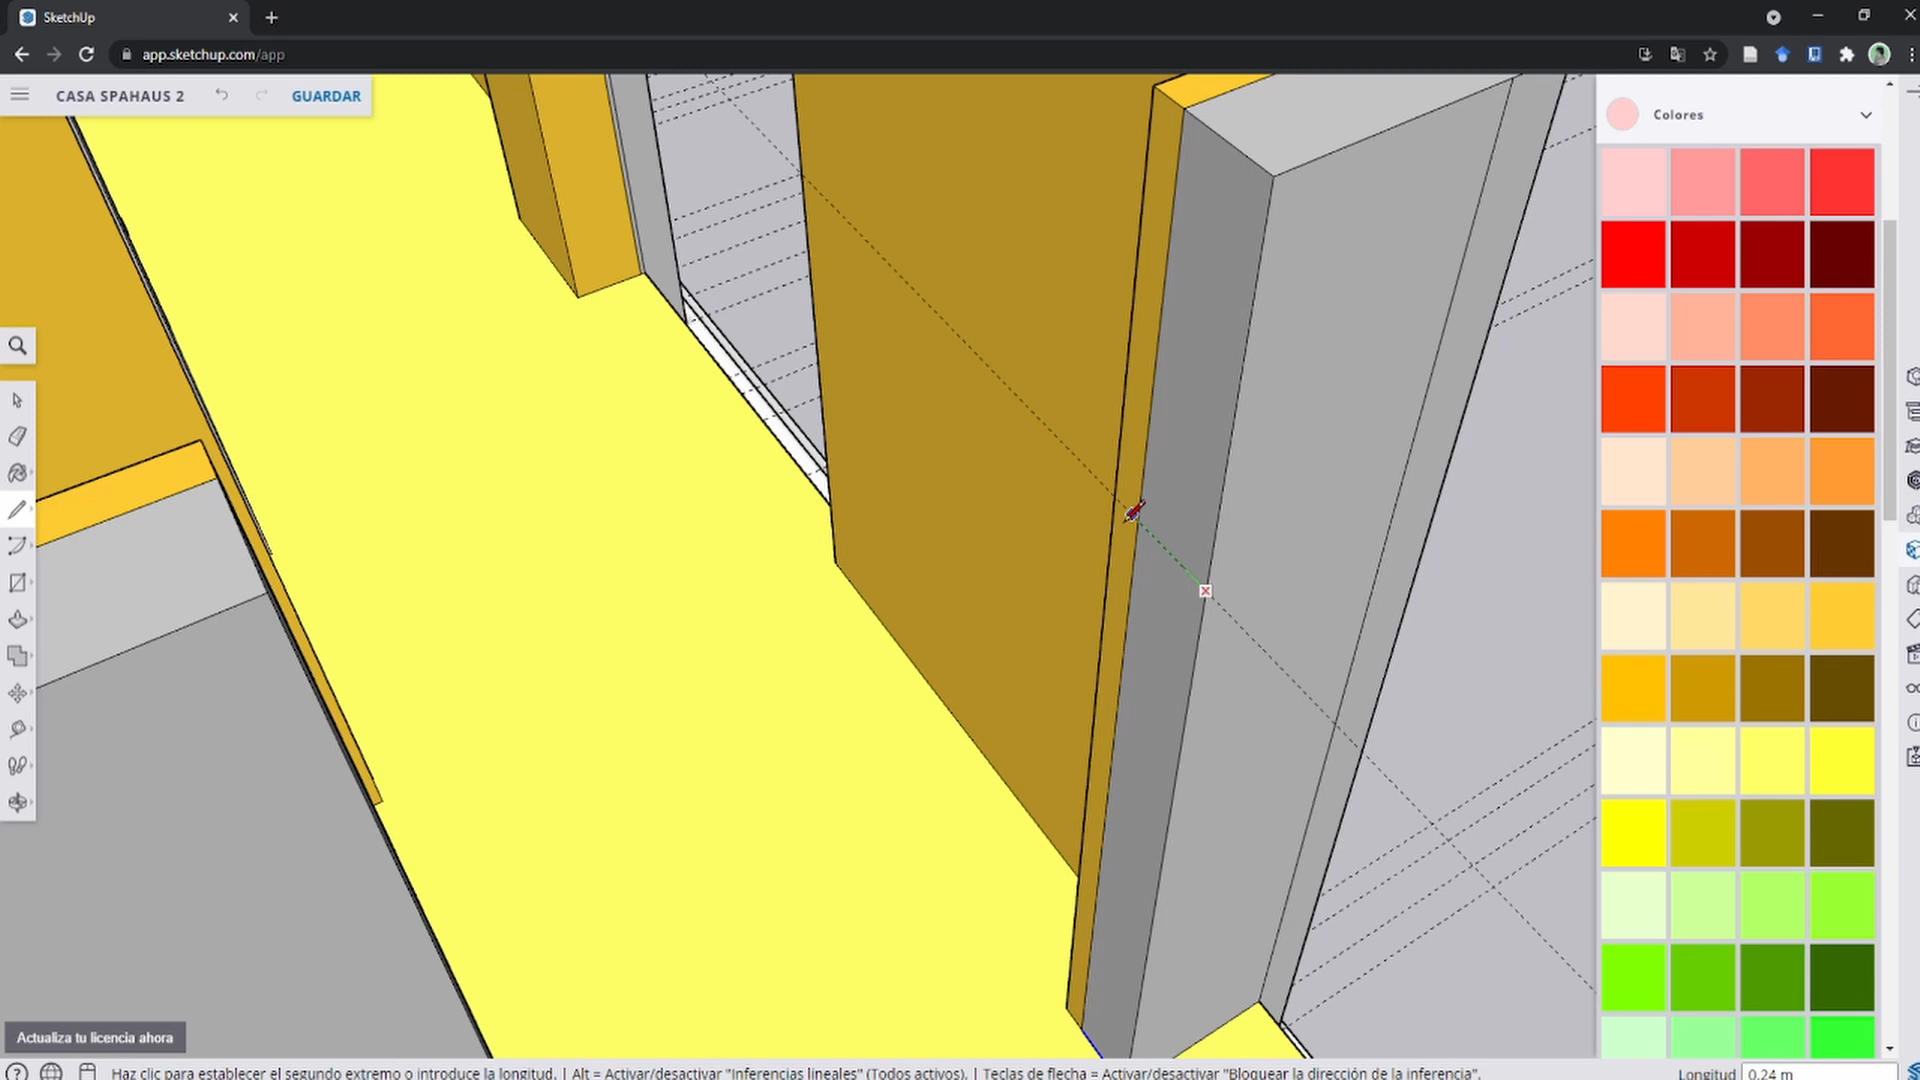 SketchUp
app.sketchup.com/app
CASA SPAHAUS 2
GUARDAR
Colores
Actualiza tu licencia ahora
Haz clic para establecer el segundo extremo o introduce la longitud. | Alt = Activar/desactivar "Inferencias lineales" (Todos activos). | Teclas de flecha = Activar/desactivar "Bloquear la dirección de la inferencia".
Longitud 0.24 m